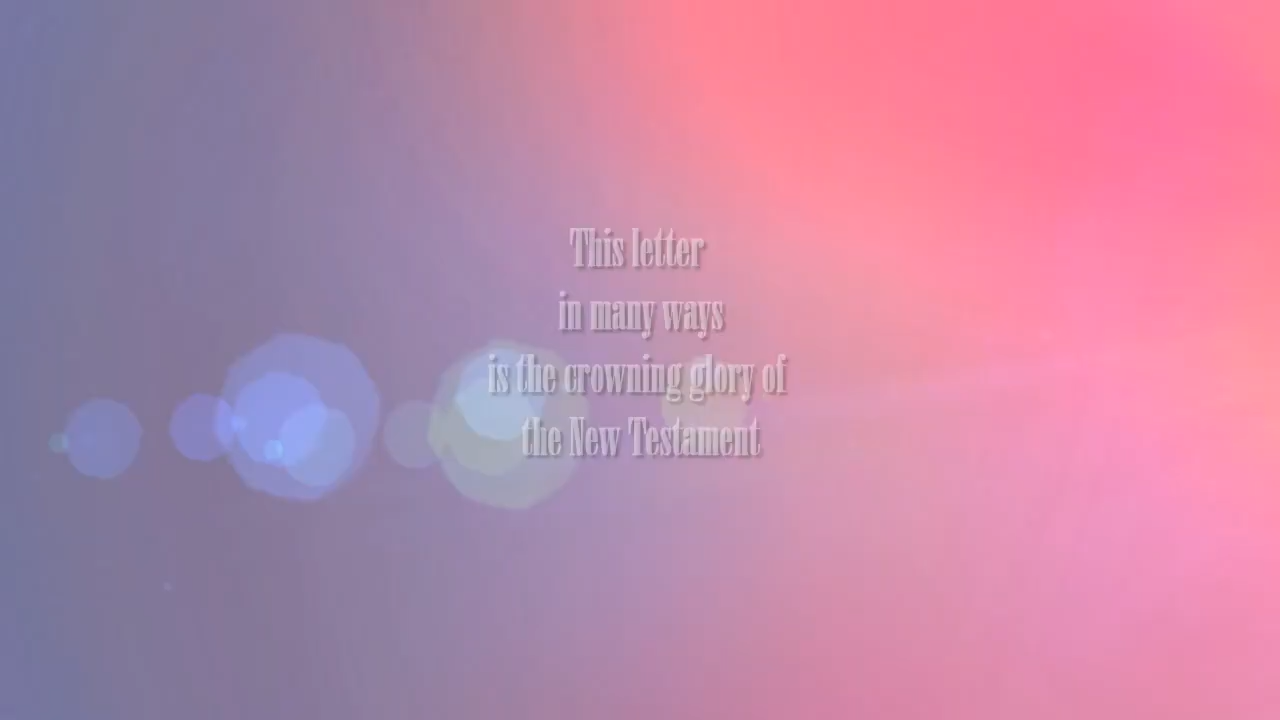 This letter
in many ways
is the crowning glory of
the New Testament